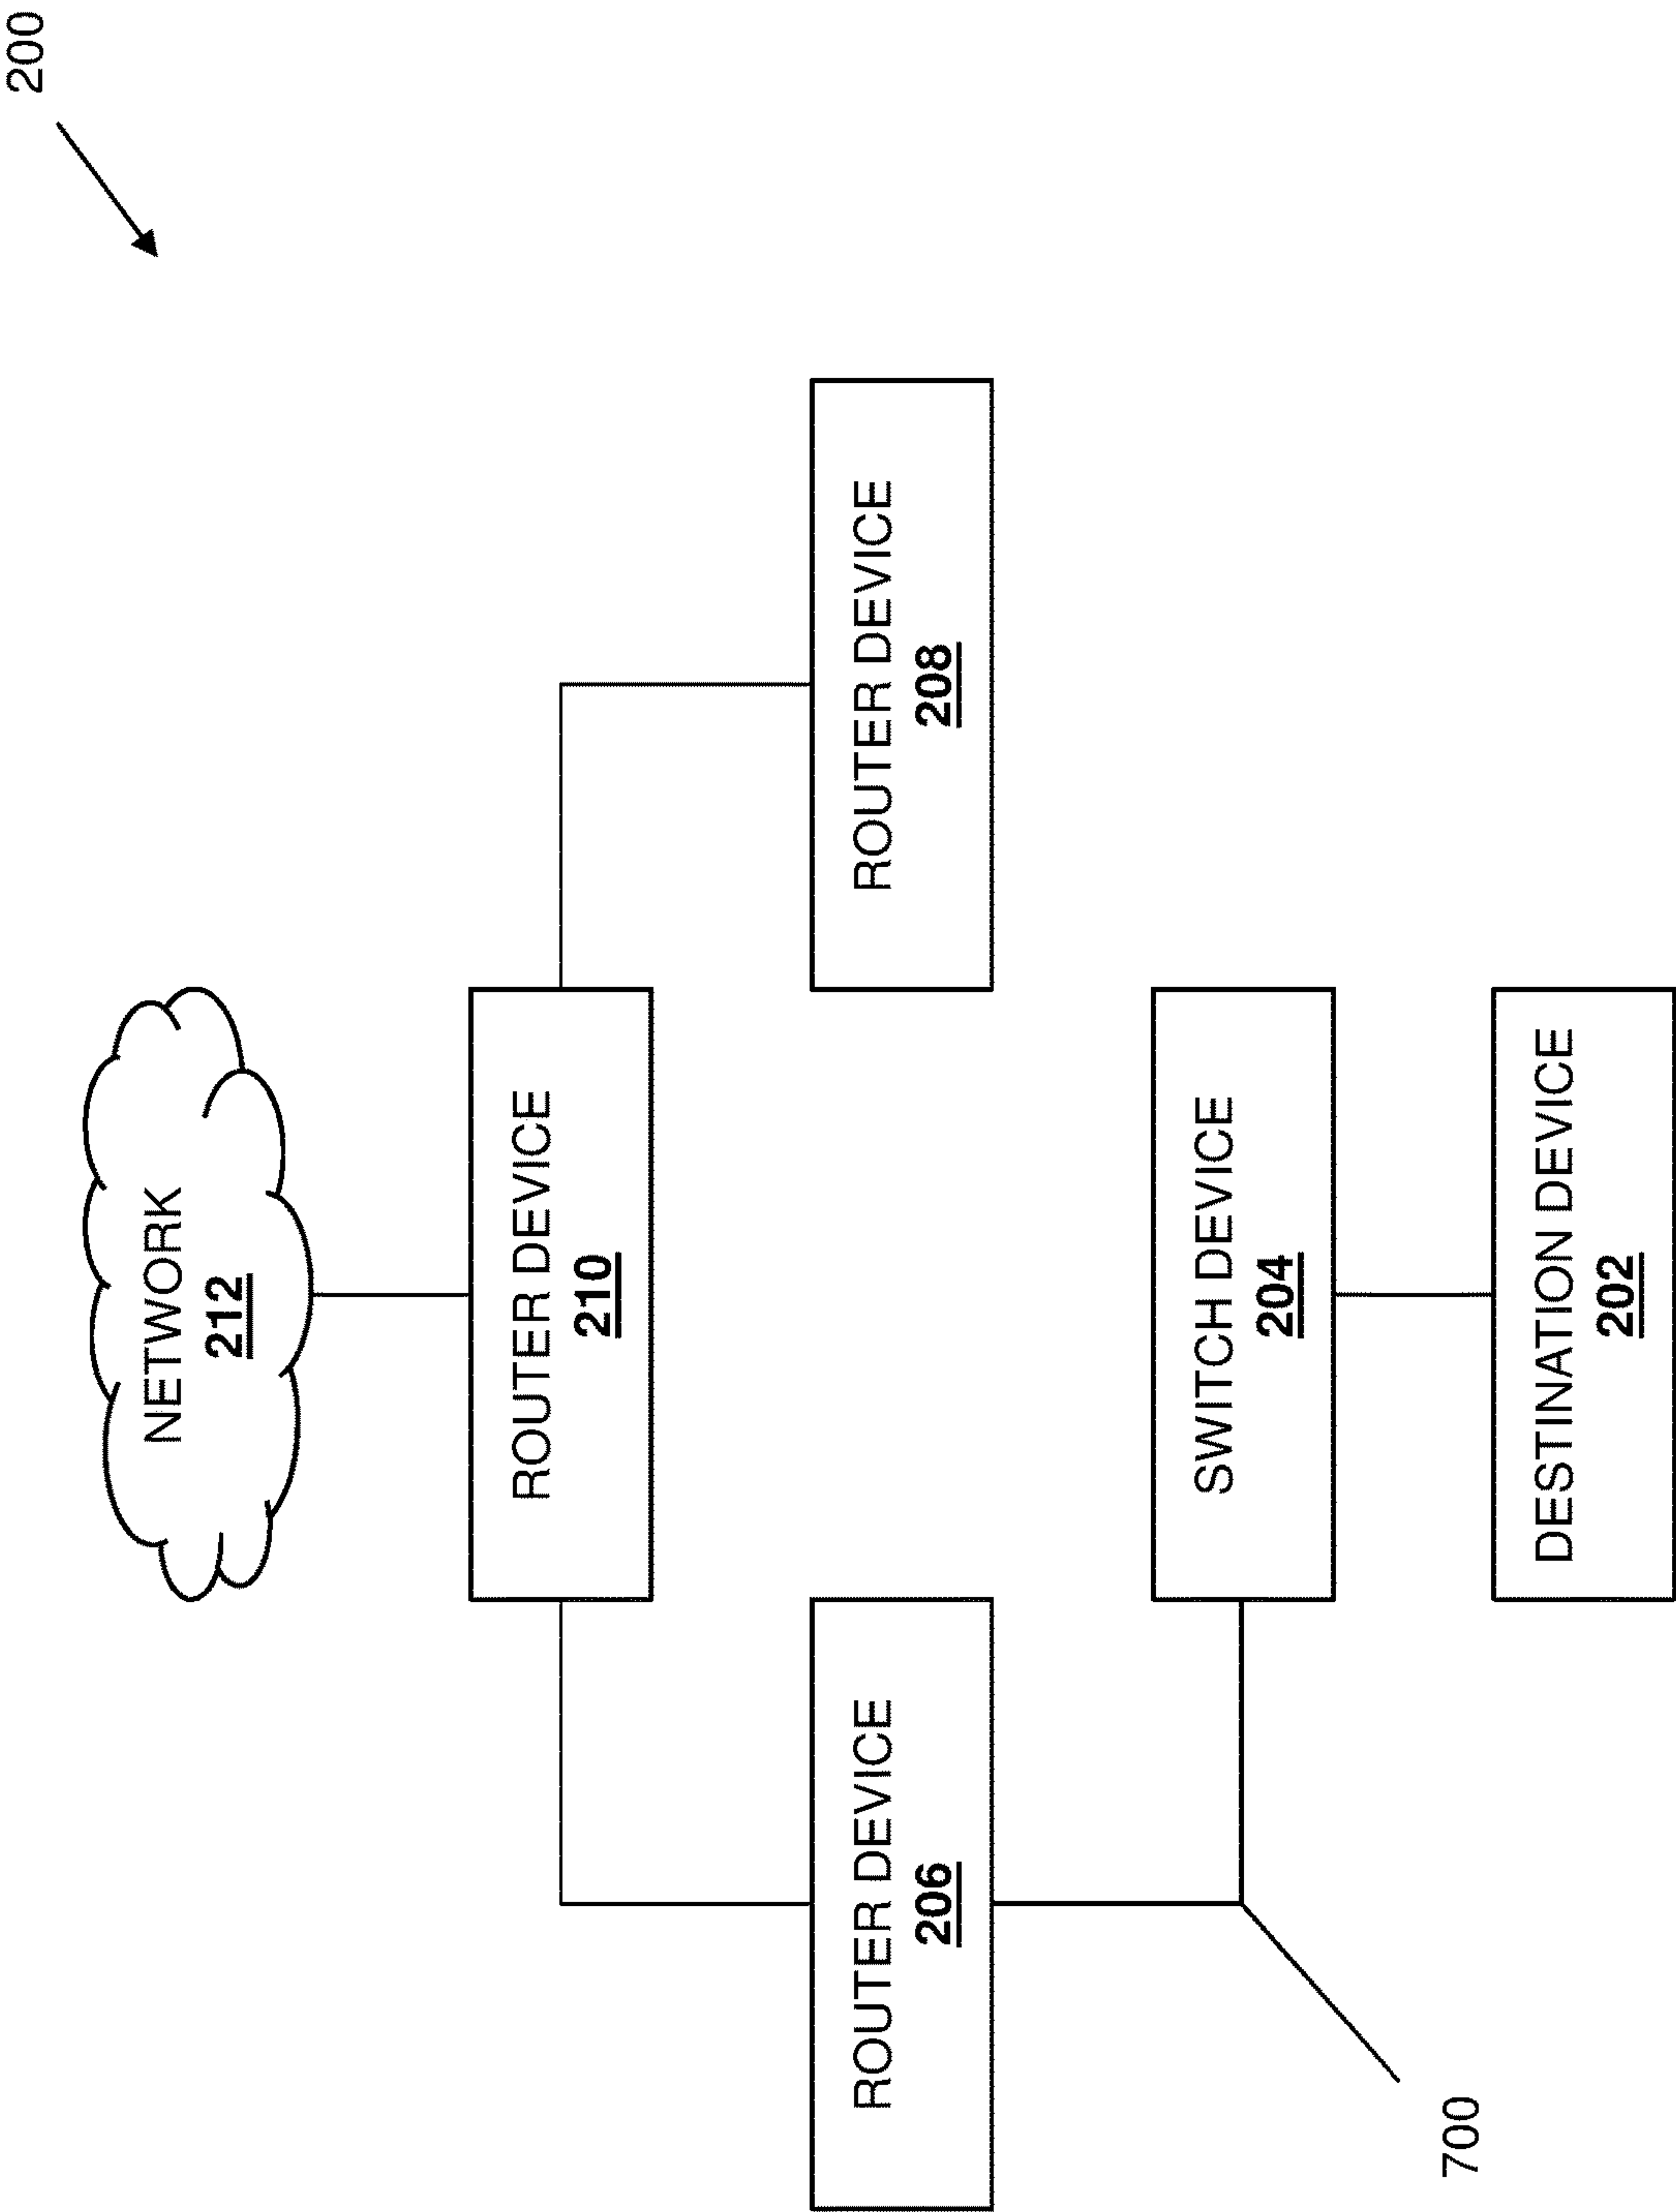 200
NETWORK
212
ROUTER DEVICE
210
ROUTER DEVICE
206
ROUTER DEVICE
208
SWITCH DEVICE
204
700
DESTINATION DEVICE
202